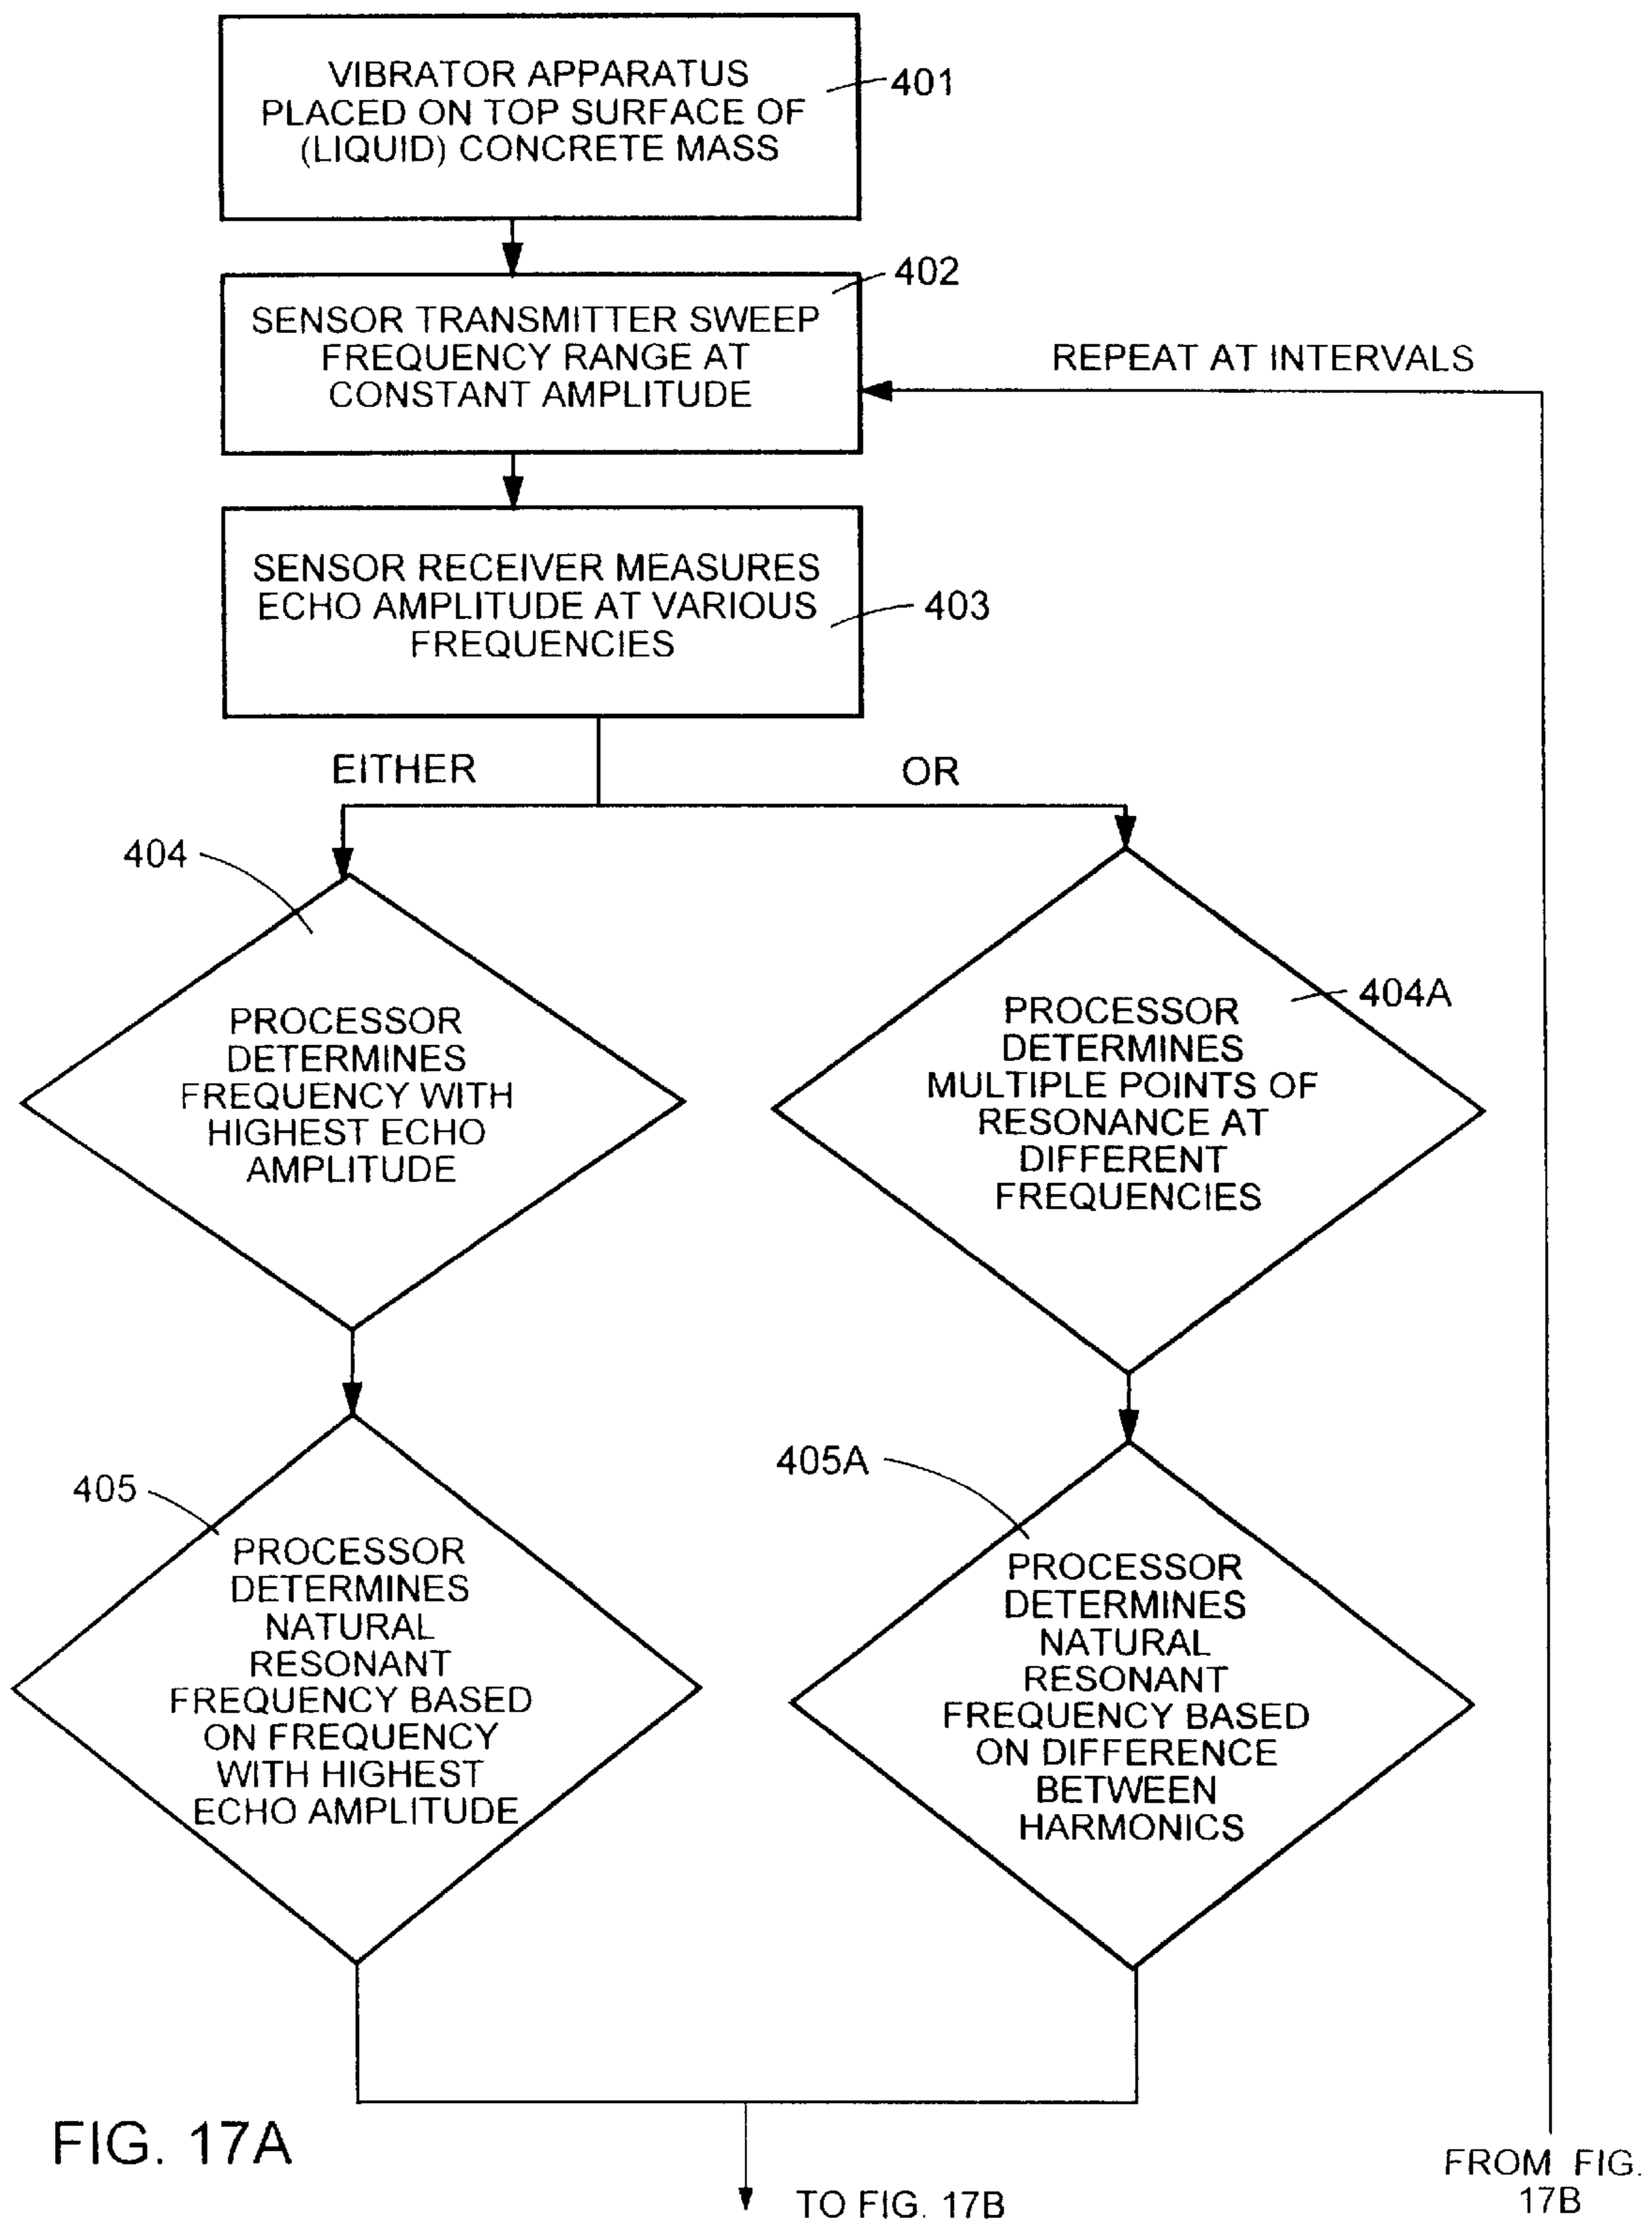 VIBRATOR APPARATUS
PLACED ON TOP SURFACE OF
(LIQUID) CONCRETE MASS
401
402
SENSOR TRANSMITTER SWEEP
FREQUENCY RANGE AT
CONSTANT AMPLITUDE
REPEAT AT INTERVALS
SENSOR RECEIVER MEASURES
ECHO AMPLITUDE AT VARIOUS
FREQUENCIES
403
EITHER
OR
404
PROCESSOR
DETERMINES
FREQUENCY WITH
HIGHEST ECHO
AMPLITUDE
404A
PROCESSOR
DETERMINES
MULTIPLE POINTS OF
RESONANCE AT
DIFFERENT
FREQUENCIES
405
PROCESSOR
DETERMINES
NATURAL
RESONANT
FREQUENCY BASED
ON FREQUENCY
WITH HIGHEST
ECHO AMPLITUDE
405A
PROCESSOR
DETERMINES
NATURAL
RESONANT
FREQUENCY BASED
ON DIFFERENCE
BETWEEN
HARMONICS
FIG. 17A
TO FIG. 17B
FROM FIG.
17B